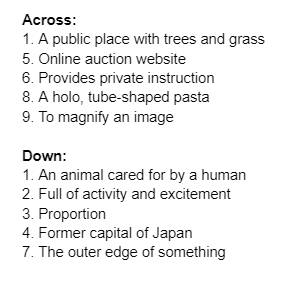 Across:
1. A public place with trees and grass
5. Online auction website
6. Provides private instruction
8. A holo, tube-shaped pasta
9. To magnify an image
Down:
1. An animal cared for by a human
2. Full of activity and excitement
3. Proportion
4. Former capital of Japan
7. The outer edge of something